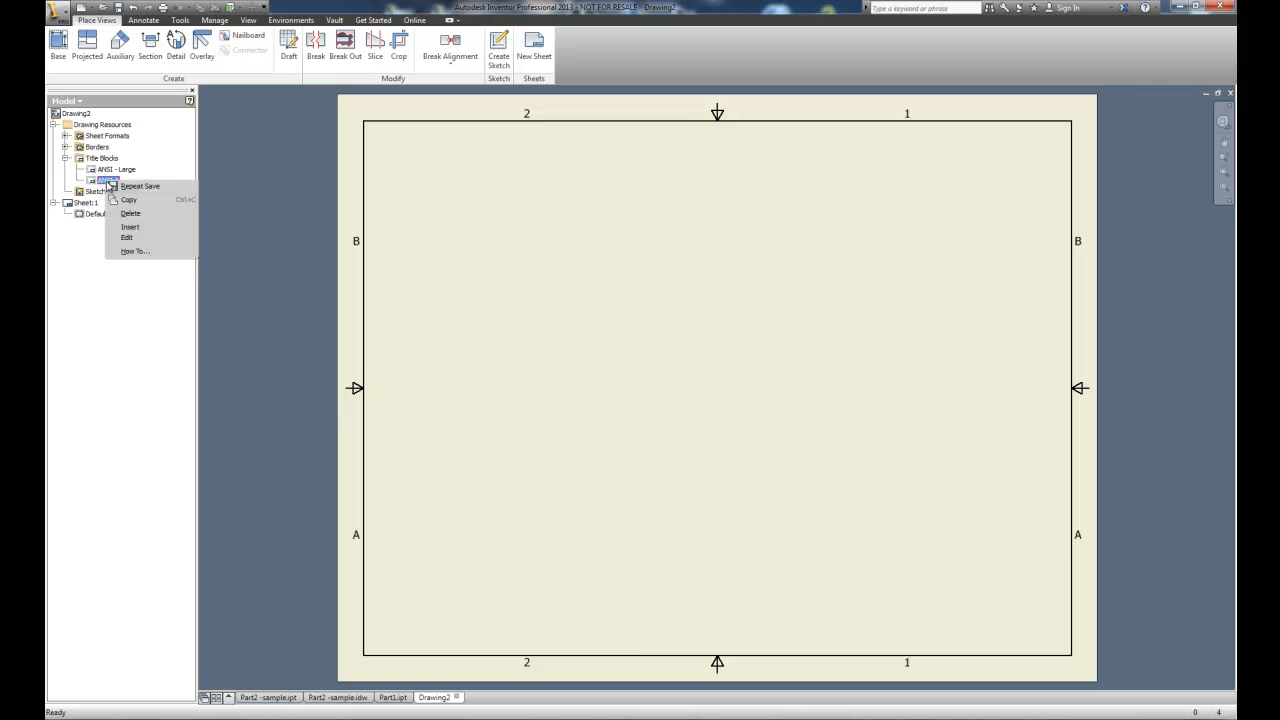 Autodesk Inventor Professional 2013 - NOT FOR RESALE - Drawing2
Type a keyword or phrase
Sign In
PRO
Place Views Annotate Tools Manage View Environments Vault Get Started Online
Base Projected Auxiliary Section Detail Overlay
Nailboard
Connector
Draft Break Break Out Slice Crop Break Alignment
Create Sketch
New Sheet
Create Modify Sketch Sheets
Model
Drawing2
Drawing Resources
Sheet Formats
Borders
Title Blocks
ANSI - Large
Sheet:1
Repeat Save
Copy Ctrl+C
Delete
Insert
Edit
How To...
2 1
B B
A A
2 1
Part2 -sample.ipt Part2 -sample.idw Part1.ipt Drawing2
Ready 0 4